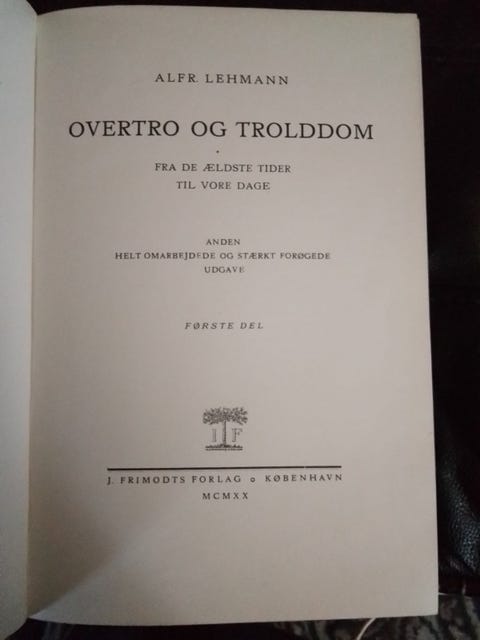 ALFR. LEHMANN
OVERTRO OG TROLDDOM
FRA DE ÆLDSTE TIDER
TIL VORE DAGE
ANDEN
HELT OMARBEJDEDE OG STÆRKT FORØGEDE
UDGAVE
FØRSTE DEL
I F
J. FRIMODTS FORLAG o KØBENHAVN
MCMXX